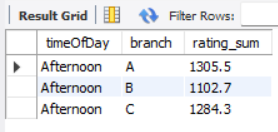 Result Grid Filter Rows:
timeOfDay branch rating_sum
Afternoon A 1305.5
Afternoon B 1102.7
Afternoon C 1284.3